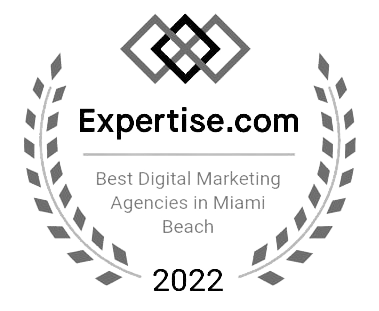 Expertise.com
Best Digital Marketing
Agencies in Miami
Beach
2022